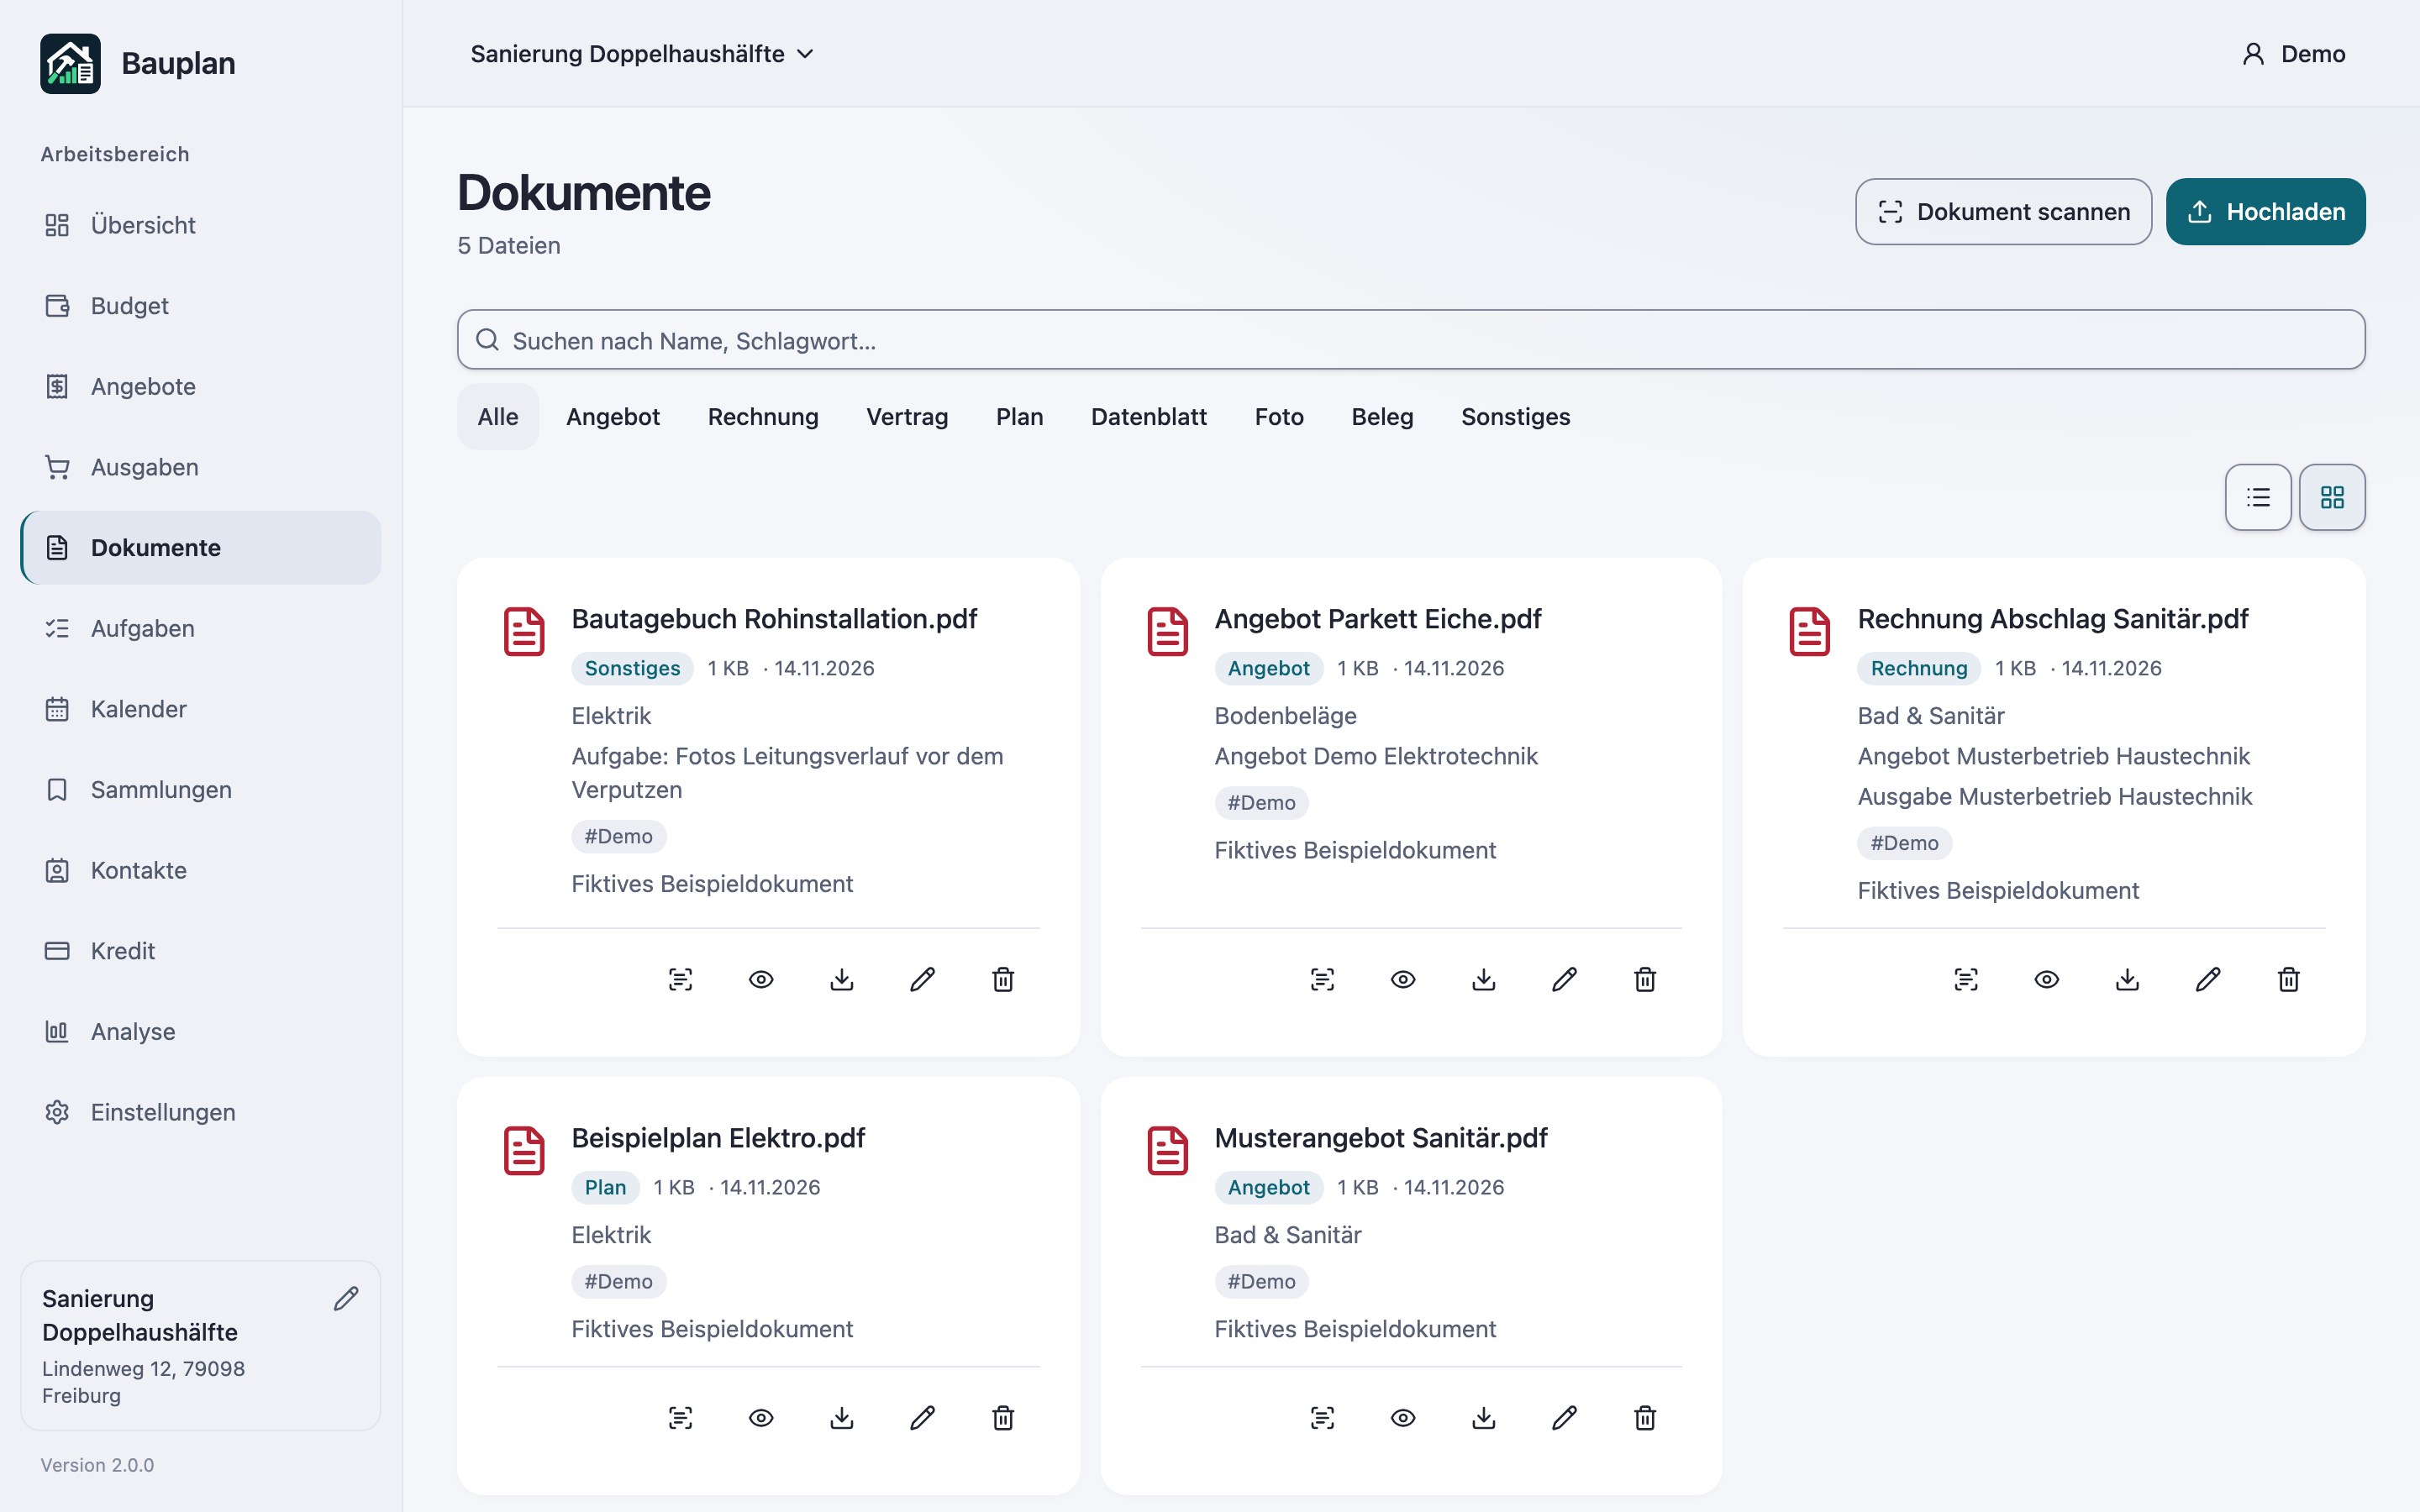 Bauplan
Sanierung Doppelhaushälfte
Demo
Arbeitsbereich
Übersicht
Budget
Angebote
Ausgaben
Dokumente
Aufgaben
Kalender
Sammlungen
Kontakte
Kredit
Analyse
Einstellungen
Sanierung
Doppelhaushälfte
Lindenweg 12, 79098
Freiburg
Version 2.0.0
Dokumente
5 Dateien
Dokument scannen
Hochladen
Suchen nach Name, Schlagwort...
Alle Angebot Rechnung Vertrag Plan Datenblatt Foto Beleg Sonstiges
Bautagebuch Rohinstallation.pdf
Sonstiges 1 KB · 14.11.2026
Elektrik
Aufgabe: Fotos Leitungsverlauf vor dem
Verputzen
#Demo
Fiktives Beispieldokument
Angebot Parkett Eiche.pdf
Angebot 1 KB · 14.11.2026
Bodenbeläge
Angebot Demo Elektrotechnik
#Demo
Fiktives Beispieldokument
Rechnung Abschlag Sanitär.pdf
Rechnung 1 KB · 14.11.2026
Bad & Sanitär
Angebot Musterbetrieb Haustechnik
Ausgabe Musterbetrieb Haustechnik
#Demo
Fiktives Beispieldokument
Beispielplan Elektro.pdf
Plan 1 KB · 14.11.2026
Elektrik
#Demo
Fiktives Beispieldokument
Musterangebot Sanitär.pdf
Angebot 1 KB · 14.11.2026
Bad & Sanitär
#Demo
Fiktives Beispieldokument